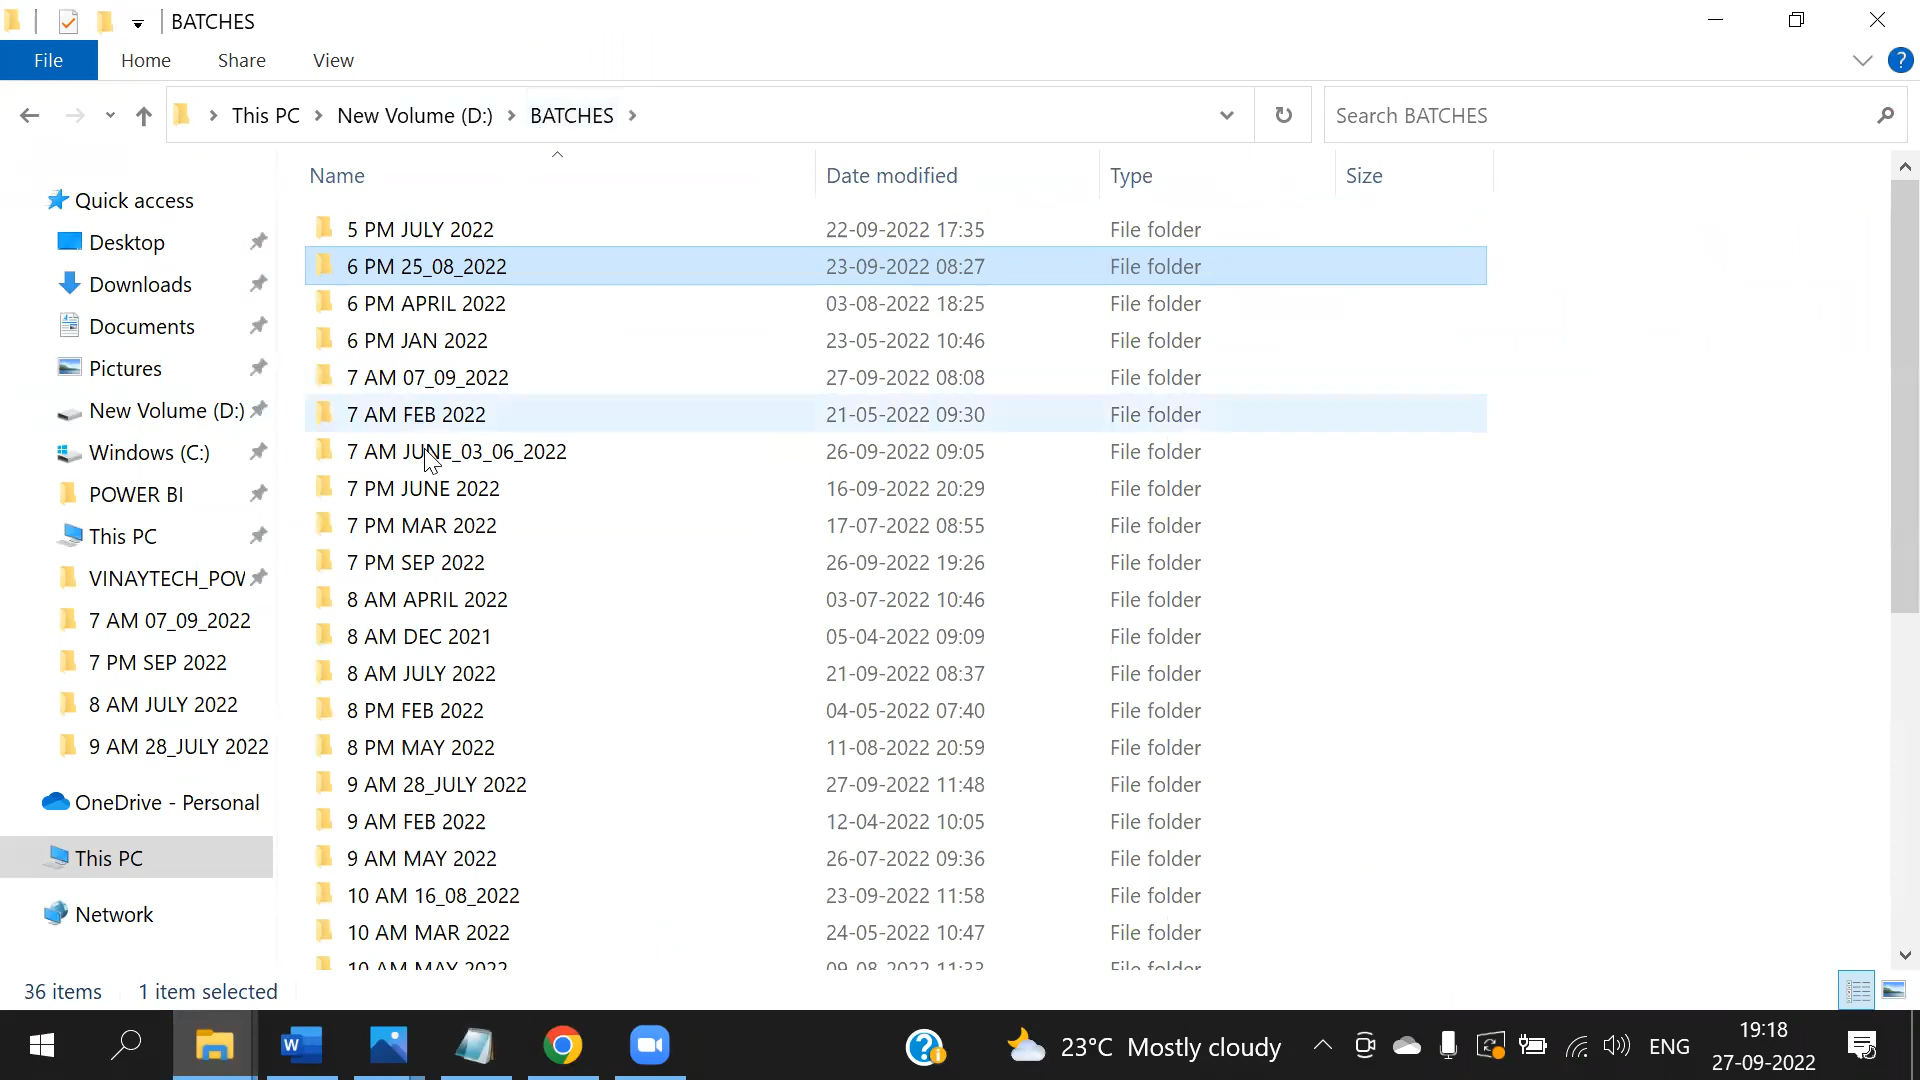 BATCHES
File Home Share View
This PC New Volume (D:) BATCHES
Search BATCHES
Name Date modified Type Size
Quick access
Desktop
Downloads
Documents
Pictures
New Volume (D:)
Windows (C:)
POWER BI
This PC
VINAYTECH_POV
7 AM 07_09_2022
7 PM SEP 2022
8 AM JULY 2022
9 AM 28_JULY 2022
OneDrive - Personal
This PC
Network
5 PM JULY 2022 22-09-2022 17:35 File folder
6 PM 25_08_2022 23-09-2022 08:27 File folder
6 PM APRIL 2022 03-08-2022 18:25 File folder
6 PM JAN 2022 23-05-2022 10:46 File folder
7 AM 07_09_2022 27-09-2022 08:08 File folder
7 AM FEB 2022 21-05-2022 09:30 File folder
7 AM JUNE_03_06_2022 26-09-2022 09:05 File folder
7 PM JUNE 2022 16-09-2022 20:29 File folder
7 PM MAR 2022 17-07-2022 08:55 File folder
7 PM SEP 2022 26-09-2022 19:26 File folder
8 AM APRIL 2022 03-07-2022 10:46 File folder
8 AM DEC 2021 05-04-2022 09:09 File folder
8 AM JULY 2022 21-09-2022 08:37 File folder
8 PM FEB 2022 04-05-2022 07:40 File folder
8 PM MAY 2022 11-08-2022 20:59 File folder
9 AM 28_JULY 2022 27-09-2022 11:48 File folder
9 AM FEB 2022 12-04-2022 10:05 File folder
9 AM MAY 2022 26-07-2022 09:36 File folder
10 AM 16_08_2022 23-09-2022 11:58 File folder
10 AM MAR 2022 24-05-2022 10:47 File folder
10 AM MAY 2022 09-08-2022 11:33 File folder
36 items 1 item selected
23°C Mostly cloudy ENG
19:18
27-09-2022